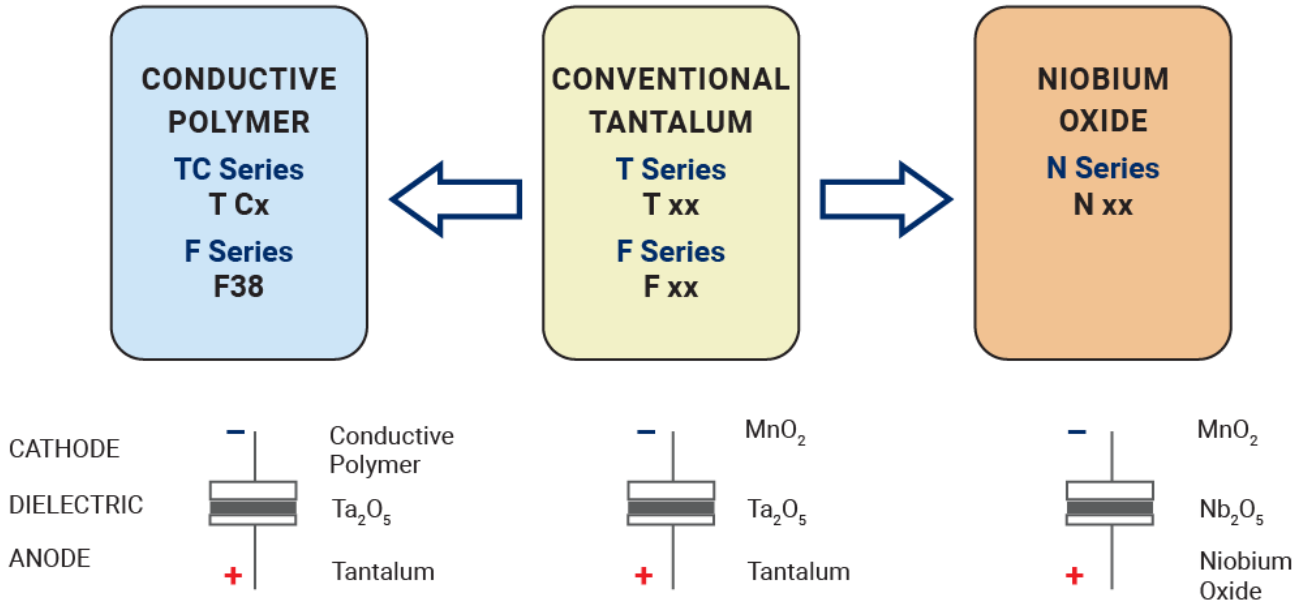 CONDUCTIVE
POLYMER
TC Series
T Cx
F Series
F38
CONVENTIONAL
TANTALUM
T Series
T xx
F Series
F xx
NIOBIUM
OXIDE
N Series
N xx
CATHODE
DIELECTRIC
ANODE
−
Conductive
Polymer
Ta₂O₅
+
Tantalum
−
MnO₂
Ta₂O₅
+
Tantalum
−
MnO₂
Nb₂O₅
+
Niobium
Oxide